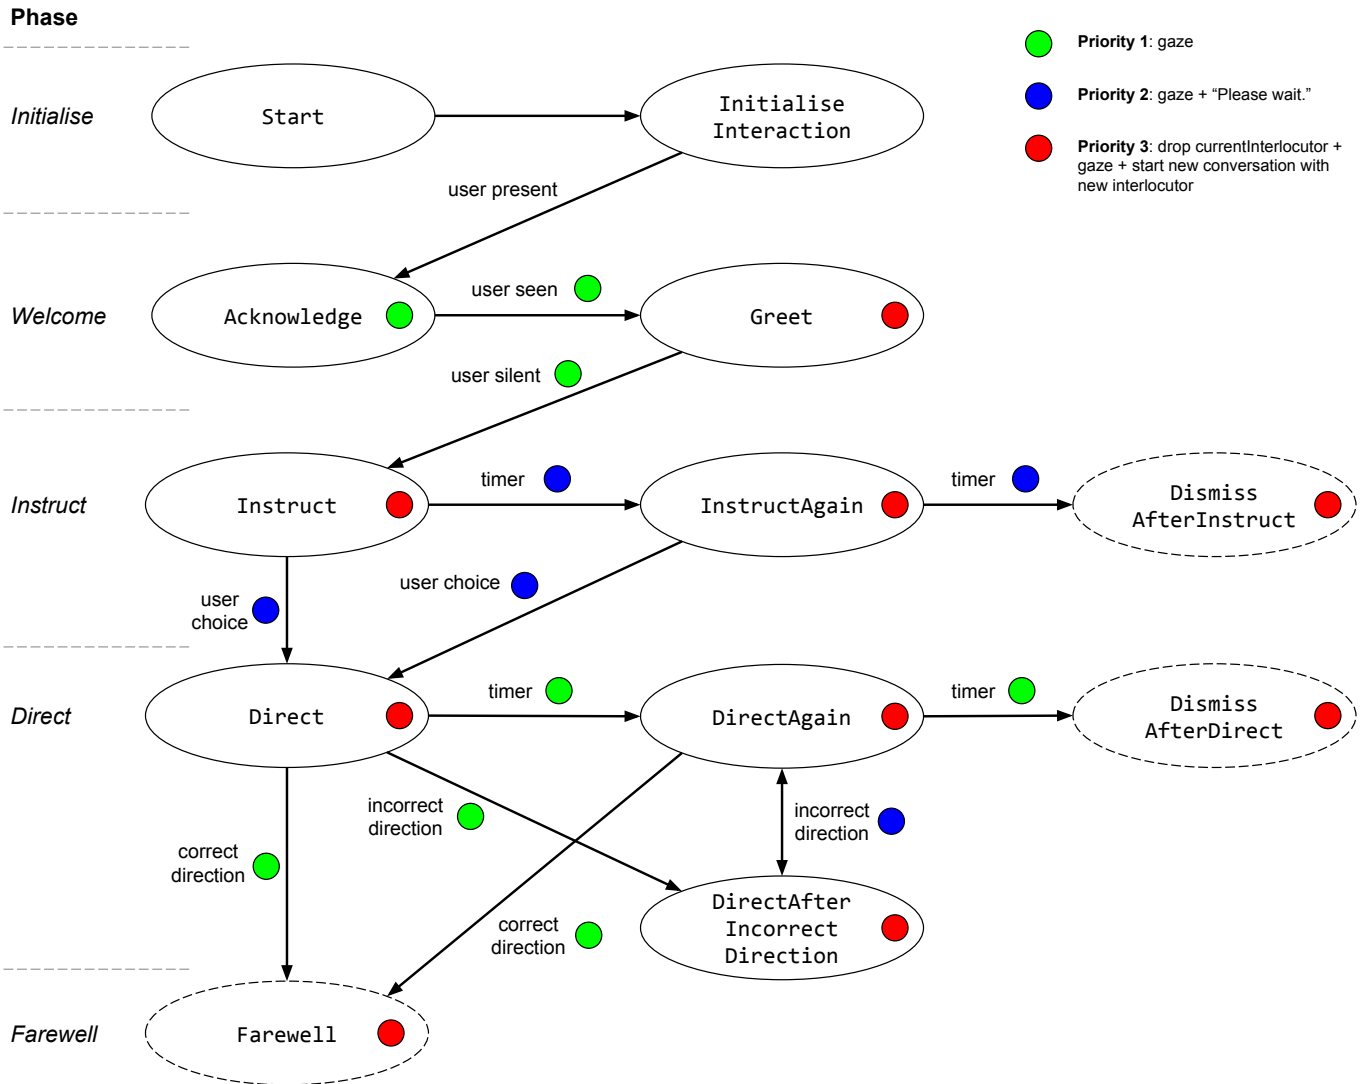 Phase
Priority 1: gaze
Priority 2: gaze + “Please wait.”
Priority 3: drop currentInterlocutor +
gaze + start new conversation with
new interlocutor
Initialise
Start
Initialise
Interaction
user present
Welcome
Acknowledge
user seen
Greet
user silent
Instruct
Instruct
timer
InstructAgain
timer
Dismiss
AfterInstruct
user
choice
user choice
Direct
Direct
timer
DirectAgain
timer
Dismiss
AfterDirect
incorrect
direction
incorrect
direction
correct
direction
correct
direction
DirectAfter
Incorrect
Direction
Farewell
Farewell